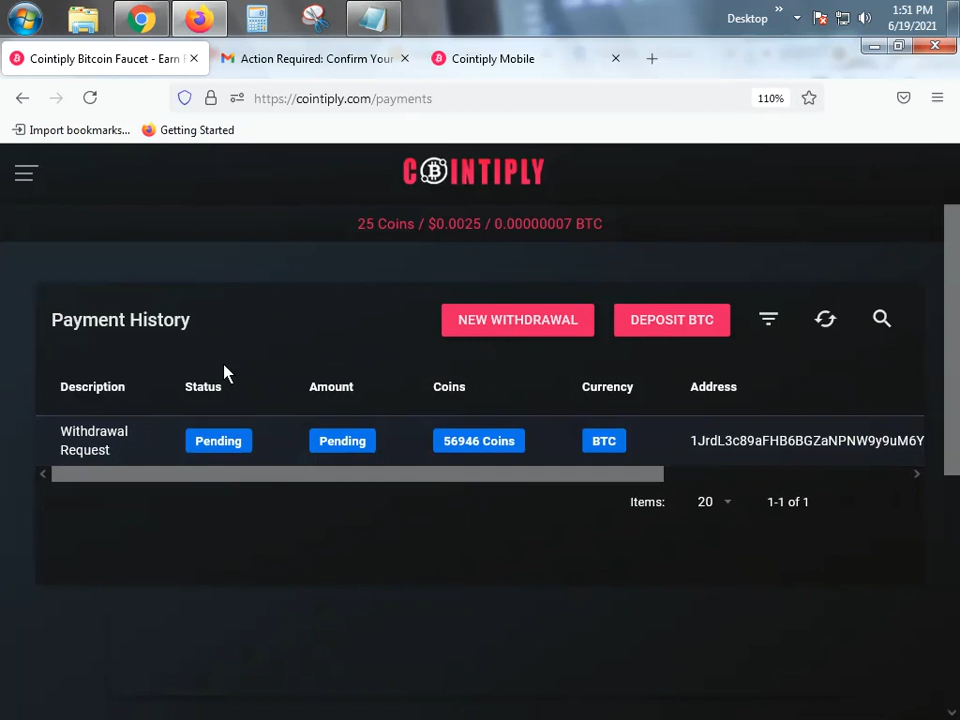 Desktop
»
1:51 PM
6/19/2021
Cointiply Bitcoin Faucet - Earn F
Action Required: Confirm Your
Cointiply Mobile
https://cointiply.com/payments
110%
Import bookmarks...
Getting Started
COINTIPLY
25 Coins / $0.0025 / 0.00000007 BTC
Payment History
NEW WITHDRAWAL
DEPOSIT BTC
Description Status Amount Coins Currency Address
Withdrawal
Request
Pending Pending 56946 Coins BTC 1JrdL3c89aFHB6BGZaNPNW9y9uM6Y
Items: 20 1-1 of 1